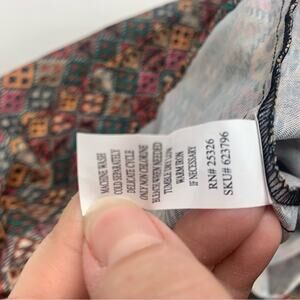 MACHINE WASH
COLD SEPARATELY
DELICATE CYCLE
ONLY NON CHLORINE
BLEACH WHEN NEEDED
TUMBLE DRY LOW
WARM IRON
IF NECESSARY
RN# 25326
SKU# 623796